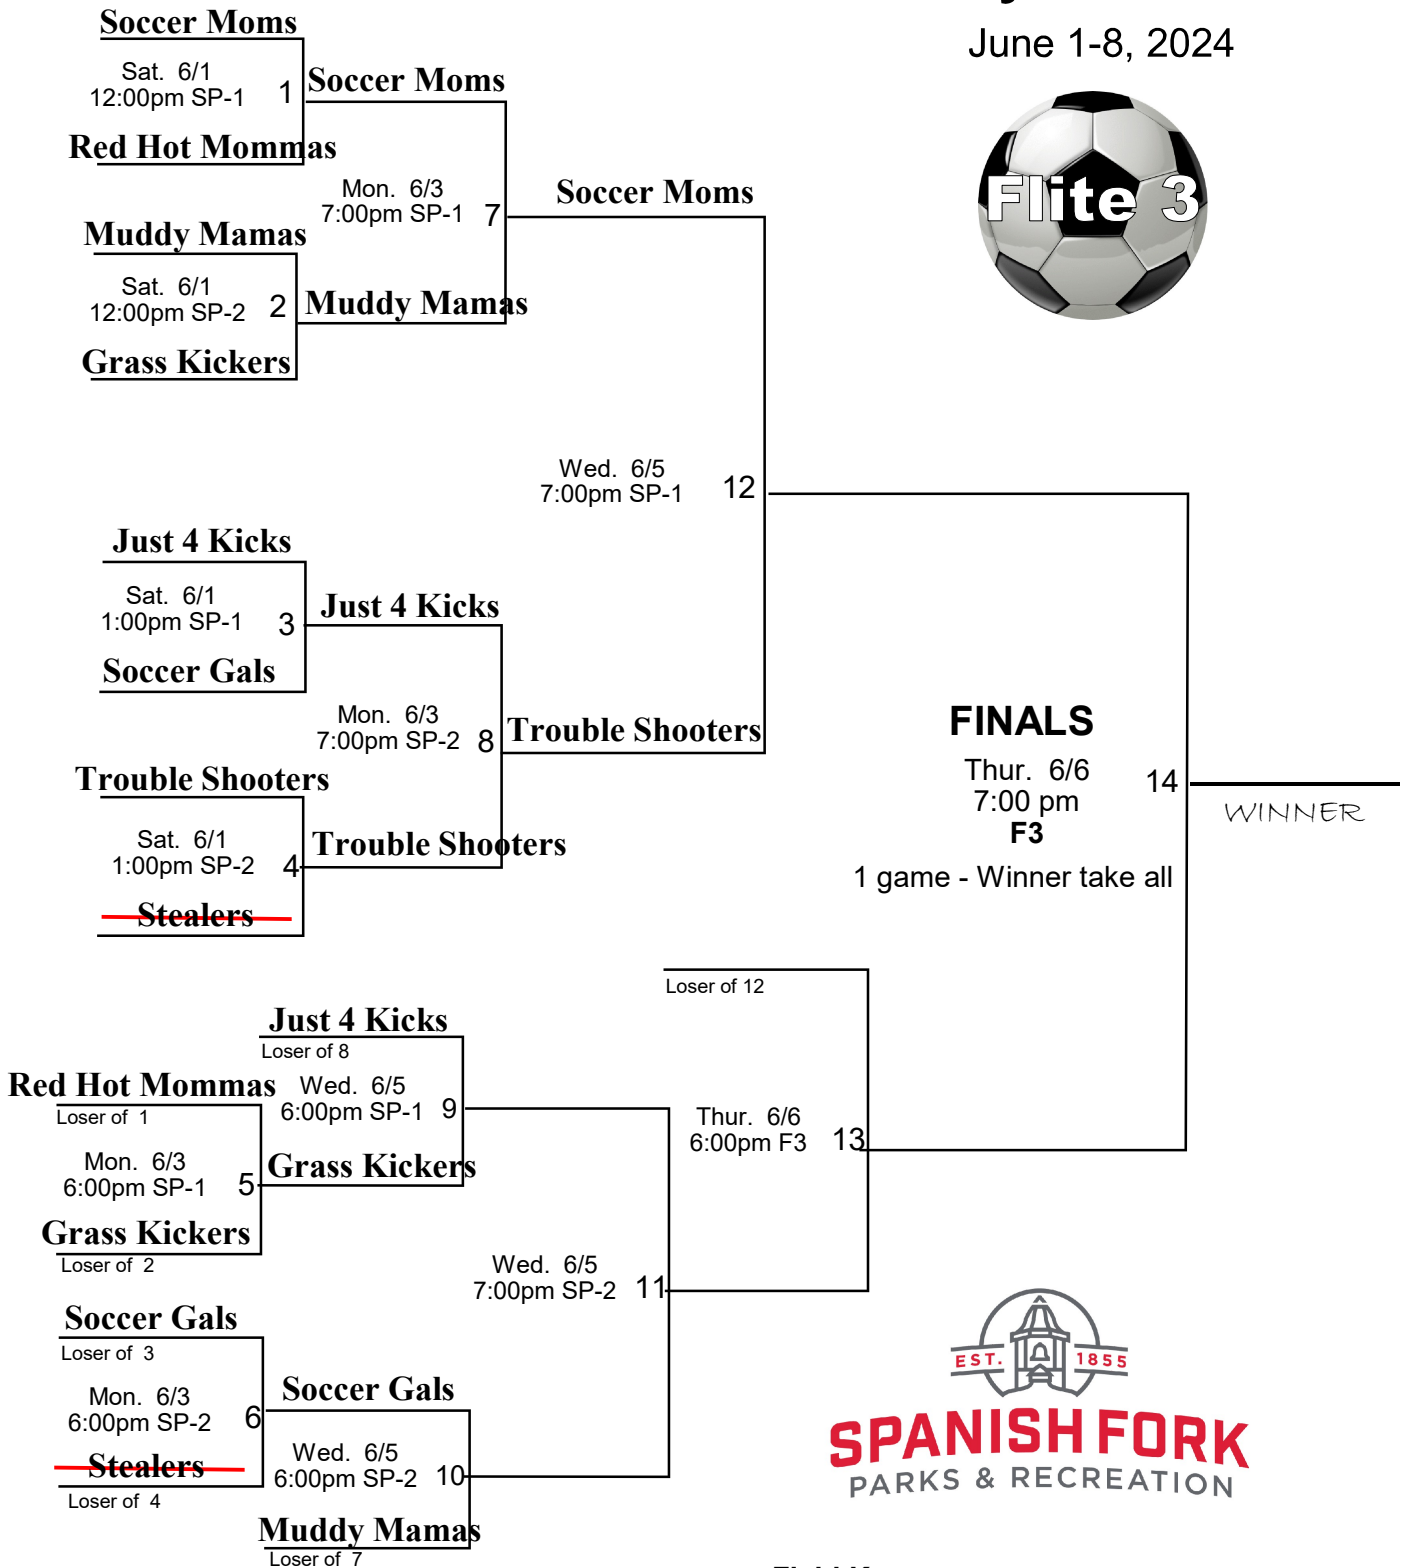 June 1-8, 2024
Flite 3
Soccer Moms
Sat. 6/1
12:00pm SP-1
1
Red Hot Mommas
Soccer Moms
Mon. 6/3
7:00pm SP-1
7
Muddy Mamas
Sat. 6/1
12:00pm SP-2
2
Grass Kickers
Muddy Mamas
Soccer Moms
Wed. 6/5
7:00pm SP-1
12
Just 4 Kicks
Sat. 6/1
1:00pm SP-1
3
Soccer Gals
Just 4 Kicks
Mon. 6/3
7:00pm SP-2
8
Trouble Shooters
Trouble Shooters
Sat. 6/1
1:00pm SP-2
4
Stealers
Trouble Shooters
FINALS
Thur. 6/6
7:00 pm
F3
1 game - Winner take all
14
WINNER
Loser of 12
Just 4 Kicks
Loser of 8
Wed. 6/5
6:00pm SP-1
9
Red Hot Mommas
Loser of 1
Mon. 6/3
6:00pm SP-1
5
Grass Kickers
Grass Kickers
Loser of 2
Thur. 6/6
6:00pm F3
13
Wed. 6/5
7:00pm SP-2
11
Soccer Gals
Loser of 3
Mon. 6/3
6:00pm SP-2
6
Stealers
Loser of 4
Soccer Gals
Wed. 6/5
6:00pm SP-2
10
Muddy Mamas
Loser of 7
EST. 1855
SPANISH FORK
PARKS & RECREATION